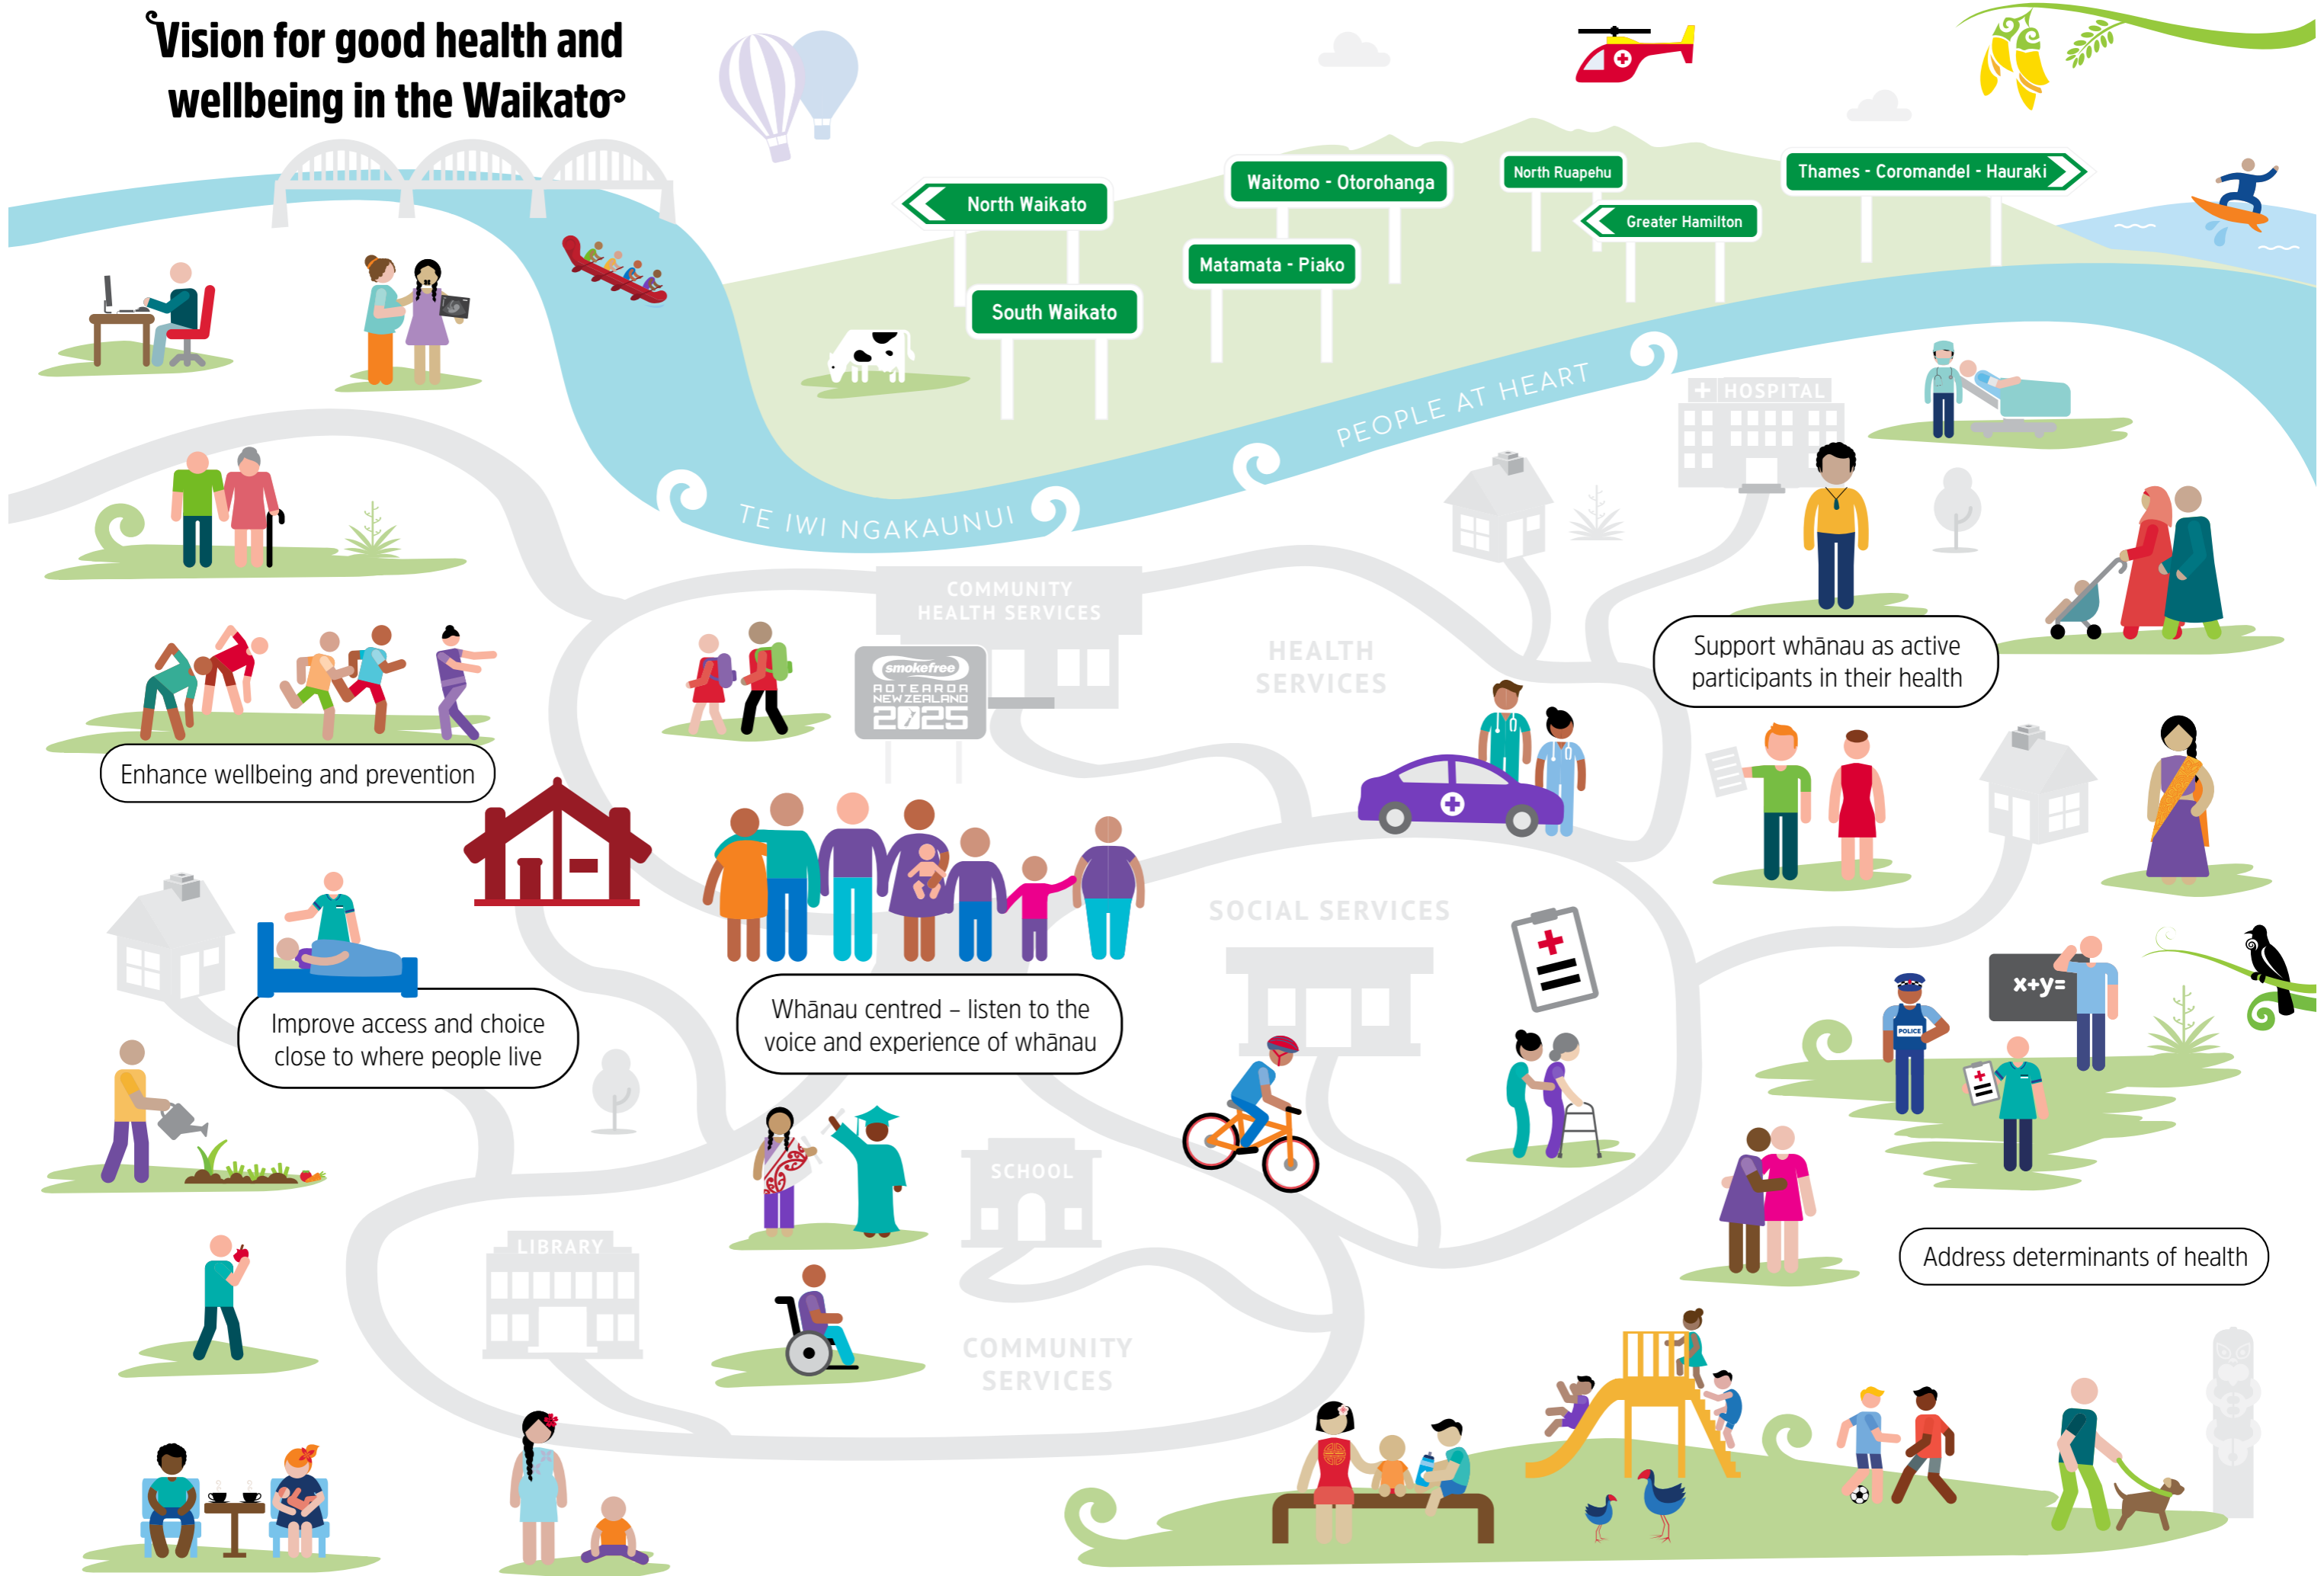 Vision for good health and
wellbeing in the Waikato
North Waikato
South Waikato
Waitomo - Otorohanga
Matamata - Piako
North Ruapehu
Greater Hamilton
Thames - Coromandel - Hauraki
TE IWI NGAKAUNUI
PEOPLE AT HEART
HOSPITAL
COMMUNITY
HEALTH SERVICES
smokefree
AOTEAROA
NEW ZEALAND
2025
HEALTH
SERVICES
Support whānau as active
participants in their health
Enhance wellbeing and prevention
SOCIAL SERVICES
Improve access and choice
close to where people live
Whānau centred – listen to the
voice and experience of whānau
x+y=
POLICE
SCHOOL
LIBRARY
Address determinants of health
COMMUNITY
SERVICES